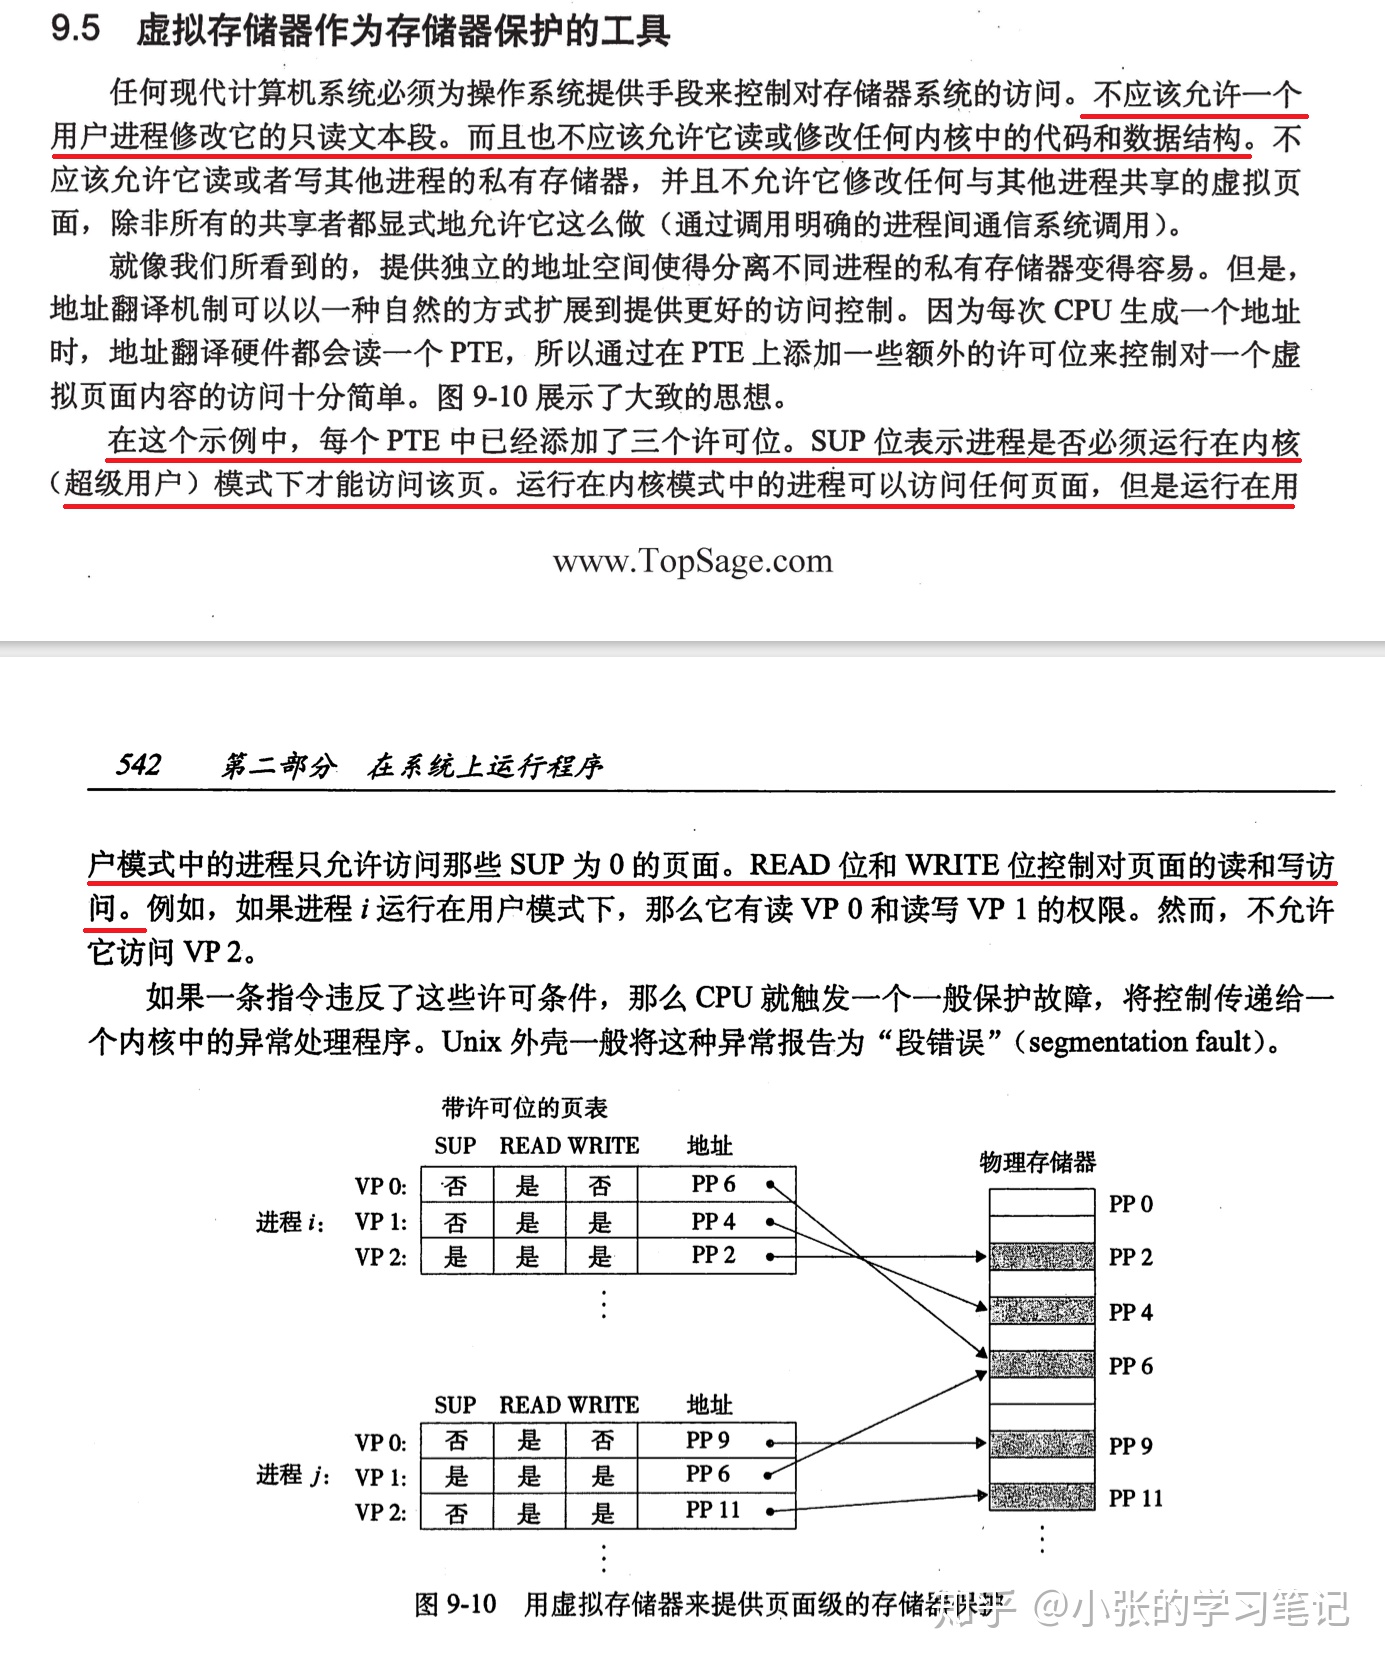 9.5 虚拟存储器作为存储器保护的工具
任何现代计算机系统必须为操作系统提供手段来控制对存储器系统的访问。不应该允许一个
用户进程修改它的只读文本段。而且也不应该允许它读或修改任何内核中的代码和数据结构。不
应该允许它读或者写其他进程的私有存储器，并且不允许它修改任何与其他进程共享的虚拟页
面，除非所有的共享者都显式地允许它这么做（通过调用明确的进程间通信系统调用）。
就像我们所看到的，提供独立的地址空间使得分离不同进程的私有存储器变得容易。但是，
地址翻译机制可以以一种自然的方式扩展到提供更好的访问控制。因为每次 CPU 生成一个地址
时，地址翻译硬件都会读一个 PTE，所以通过在 PTE 上添加一些额外的许可位来控制对一个虚
拟页面内容的访问十分简单。图 9-10 展示了大致的思想。
在这个示例中，每个 PTE 中已经添加了三个许可位。SUP 位表示进程是否必须运行在内核
（超级用户）模式下才能访问该页。运行在内核模式中的进程可以访问任何页面，但是运行在用
www.TopSage.com
542 第二部分 在系统上运行程序
户模式中的进程只允许访问那些 SUP 为 0 的页面。READ 位和 WRITE 位控制对页面的读和写访
问。例如，如果进程 i 运行在用户模式下，那么它有读 VP 0 和读写 VP 1 的权限。然而，不允许
它访问 VP 2。
如果一条指令违反了这些许可条件，那么 CPU 就触发一个一般保护故障，将控制传递给一
个内核中的异常处理程序。Unix 外壳一般将这种异常报告为“段错误”（segmentation fault）。
带许可位的页表
SUP READ WRITE 地址
物理存储器
VP 0: 否 是 否 PP 6
PP 0
进程 i: VP 1: 否 是 是 PP 4
VP 2: 是 是 是 PP 2
PP 2
PP 4
PP 6
SUP READ WRITE 地址
VP 0: 否 是 否 PP 9
PP 9
进程 j: VP 1: 是 是 是 PP 6
VP 2: 否 是 是 PP 11
PP 11
图 9-10 用虚拟存储器来提供页面级的存储器保护
知乎 @小张的学习笔记